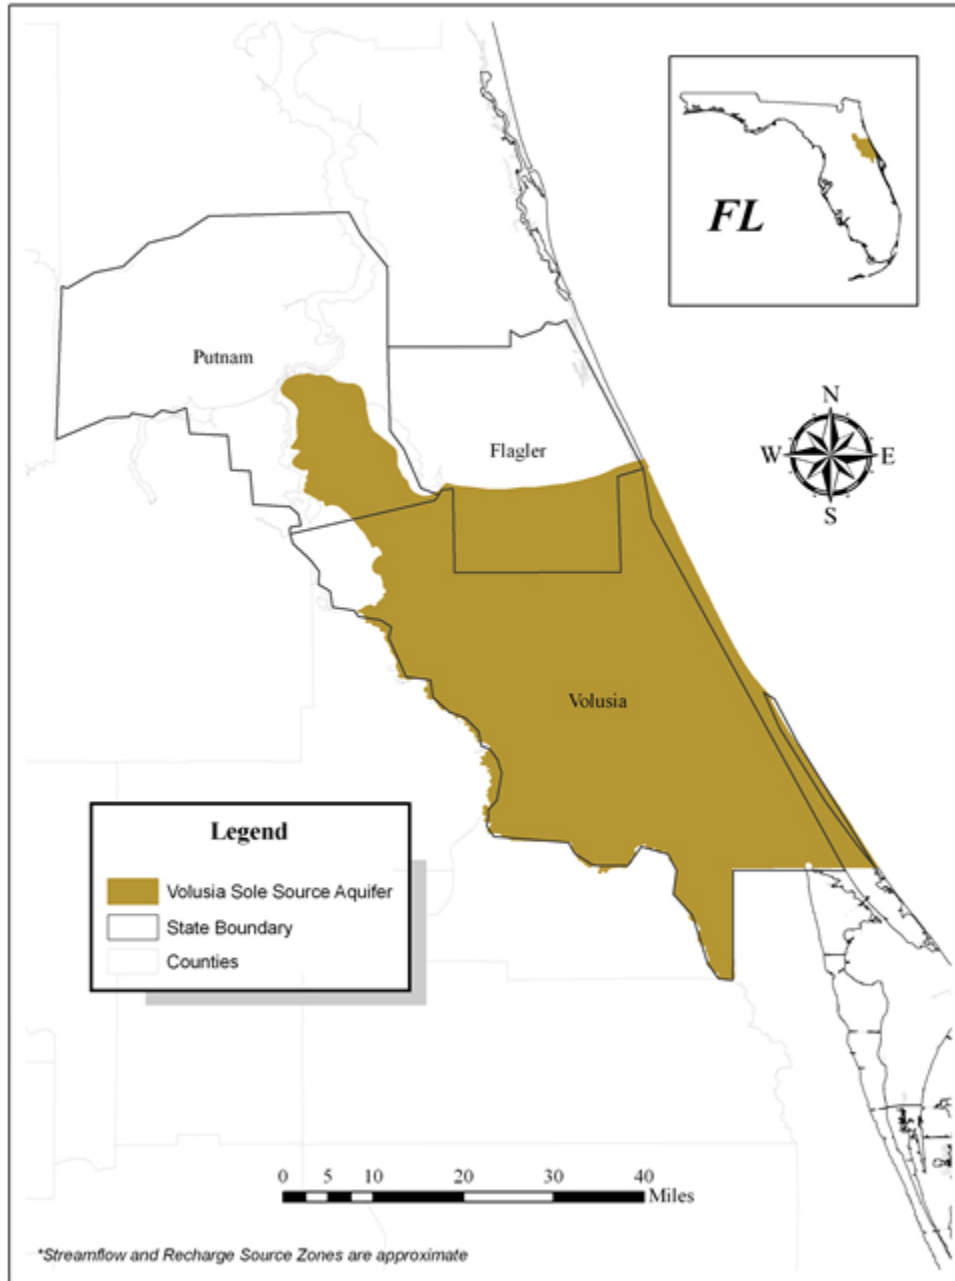 FL
Putnam
Flagler
N
W E
S
Volusia
Legend
Volusia Sole Source Aquifer
State Boundary
Counties
0 5 10 20 30 40
Miles
*Streamflow and Recharge Source Zones are approximate